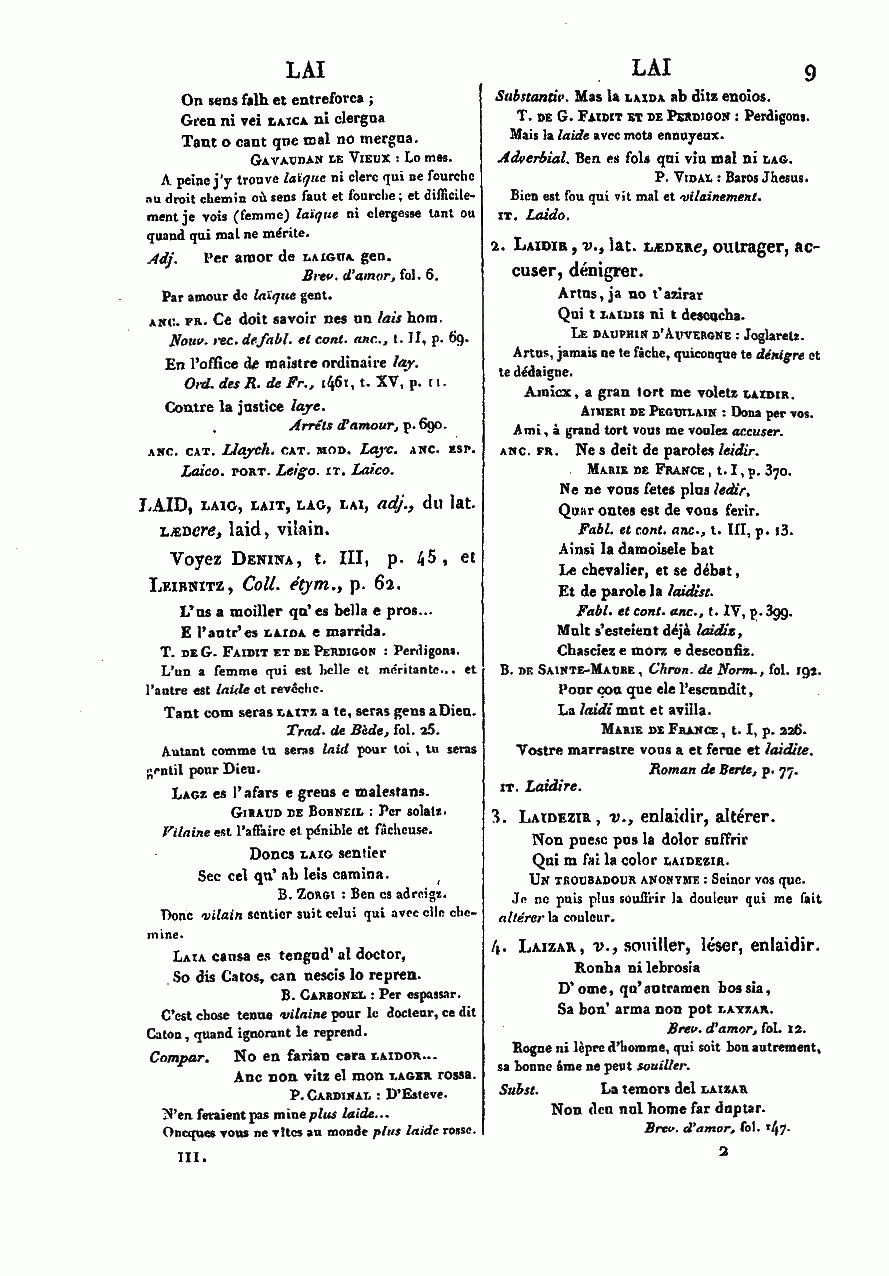 LAI
LAI
9
On sens falh et entreforca ;
Greu ni vei LAICA ni clergua
Tant o cant que mal no mergua.
GAVAUDAN LE VIEUX : Lo mes.
A peine j'y trouve laïque ni clerc qui ne fourche
au droit chemin où sens faut et fourche ; et difficile-
ment je vois (femme) laïque ni clergesse tant ou
quand qui mal ne mérite.
Adj. Per amor de LAIGUA gen.
Brev. d'amor, fol. 6.
Par amour de laïque gent.
ANC. FR. Ce doit savoir nes un lais hom.
Nouv. rec. de fabl. et cont. anc., t. II, p. 69.
En l'office de maistre ordinaire lay.
Ord. des R. de Fr., 1461, t. XV, p. 11.
Contre la justice laye.
Arrêts d'amour, p. 690.
ANC. CAT. Llaych. CAT. MOD. Layc. ANC. ESP.
Laico. PORT. Leigo. IT. Laico.
LAID, LAIG, LAIT, LAG, LAI, adj., du lat.
LÆDere, laid, vilain.
Voyez DENINA, t. III, p. 45, et
LEIBNITZ, Coll. étym., p. 62.
L'us a moiller qu'es bella e pros...
E l'autr'es LAIDA e marrida.
T. DE G. FAIDIT ET DE PERDIGON : Perdigons.
L'un a femme qui est belle et méritante... et
l'autre est laide et revêche.
Tant com seras LAITZ a te, seras gens a Dieu.
Trad. de Bède, fol. 25.
Autant comme tu seras laid pour toi, tu seras
gentil pour Dieu.
LAGZ es l'afars e greus e malestans.
GIRAUD DE BORNEIL : Per solatz.
Vilaine est l'affaire et pénible et fâcheuse.
Doncs LAIG sentier
Sec cel qu'ab leis camina.
B. ZORGI : Ben es adreigz.
Donc vilain sentier suit celui qui avec elle che-
mine.
LAIA causa es tengud' al doctor,
So dis Catos, can nescis lo repren.
B. CARBONEL : Per espassar.
C'est chose tenue vilaine pour le docteur, ce dit
Caton, quand ignorant le reprend.
Compar. No en farian cara LAIDOR...
Anc non vitz el mon LAGER rossa.
P. CARDINAL : D'Esteve.
N'en feraient pas mine plus laide...
Oncques vous ne vîtes au monde plus laide rosse.
III.
Substantiv. Mas la LAIDA ab ditz enoios.
T. DE G. FAIDIT ET DE PERDIGON : Perdigons.
Mais la laide avec mots ennuyeux.
Adverbial. Ben es fols qui viu mal ni LAG.
P. VIDAL : Baros Jhesus.
Bien est fou qui vit mal et vilainement.
IT. Laido.
2. LAIDIR, v., lat. LÆDERe, outrager, ac-
cuser, dénigrer.
Artus, ja no t'azirar
Qui t LAIDIS ni t descucha.
LE DAUPHIN D'AUVERGNE : Joglaretz.
Artus, jamais ne te fâche, quiconque te dénigre et
te dédaigne.
Amicx, a gran tort me voletz LAIDIR.
AIMERI DE PEGUILAIN : Dona per vos.
Ami, à grand tort vous me voulez accuser.
ANC. FR. Ne s deit de paroles leidir.
MARIE DE FRANCE, t. I, p. 370.
Ne ne vous fetes plus ledir,
Quar ontes est de vous ferir.
Fabl. et cont. anc., t. III, p. 13.
Ainsi la damoisele bat
Le chevalier, et se débat,
Et de parole la laidist.
Fabl. et cont. anc., t. IV, p. 399.
Mult s'esteient déjà laidiz,
Chasciez e morz e desconfiz.
B. DE SAINTE-MAURE, Chron. de Norm., fol. 192.
Pour çou que ele l'escundit,
La laidi mut et avilla.
MARIE DE FRANCE, t. I, p. 226.
Vostre marrastre vous a et ferue et laidite.
Roman de Berte, p. 77.
IT. Laidire.
3. LAIDEZIR, v., enlaidir, altérer.
Non puesc pus la dolor suffrir
Qui m fai la color LAIDEZIR.
UN TROUBADOUR ANONYME : Seinor vos que.
Je ne puis plus souffrir la douleur qui me fait
altérer la couleur.
4. LAIZAR, v., souiller, léser, enlaidir.
Ronha ni lebrosia
D'ome, qu'autramen bos sia,
Sa bon' arma non pot LAYZAR.
Brev. d'amor, fol. 12.
Rogne ni lèpre d'homme, qui soit bon autrement,
sa bonne âme ne peut souiller.
Subst. La temors del LAIZAR
Non deu nul home far duptar.
Brev. d'amor, fol. 147.
2